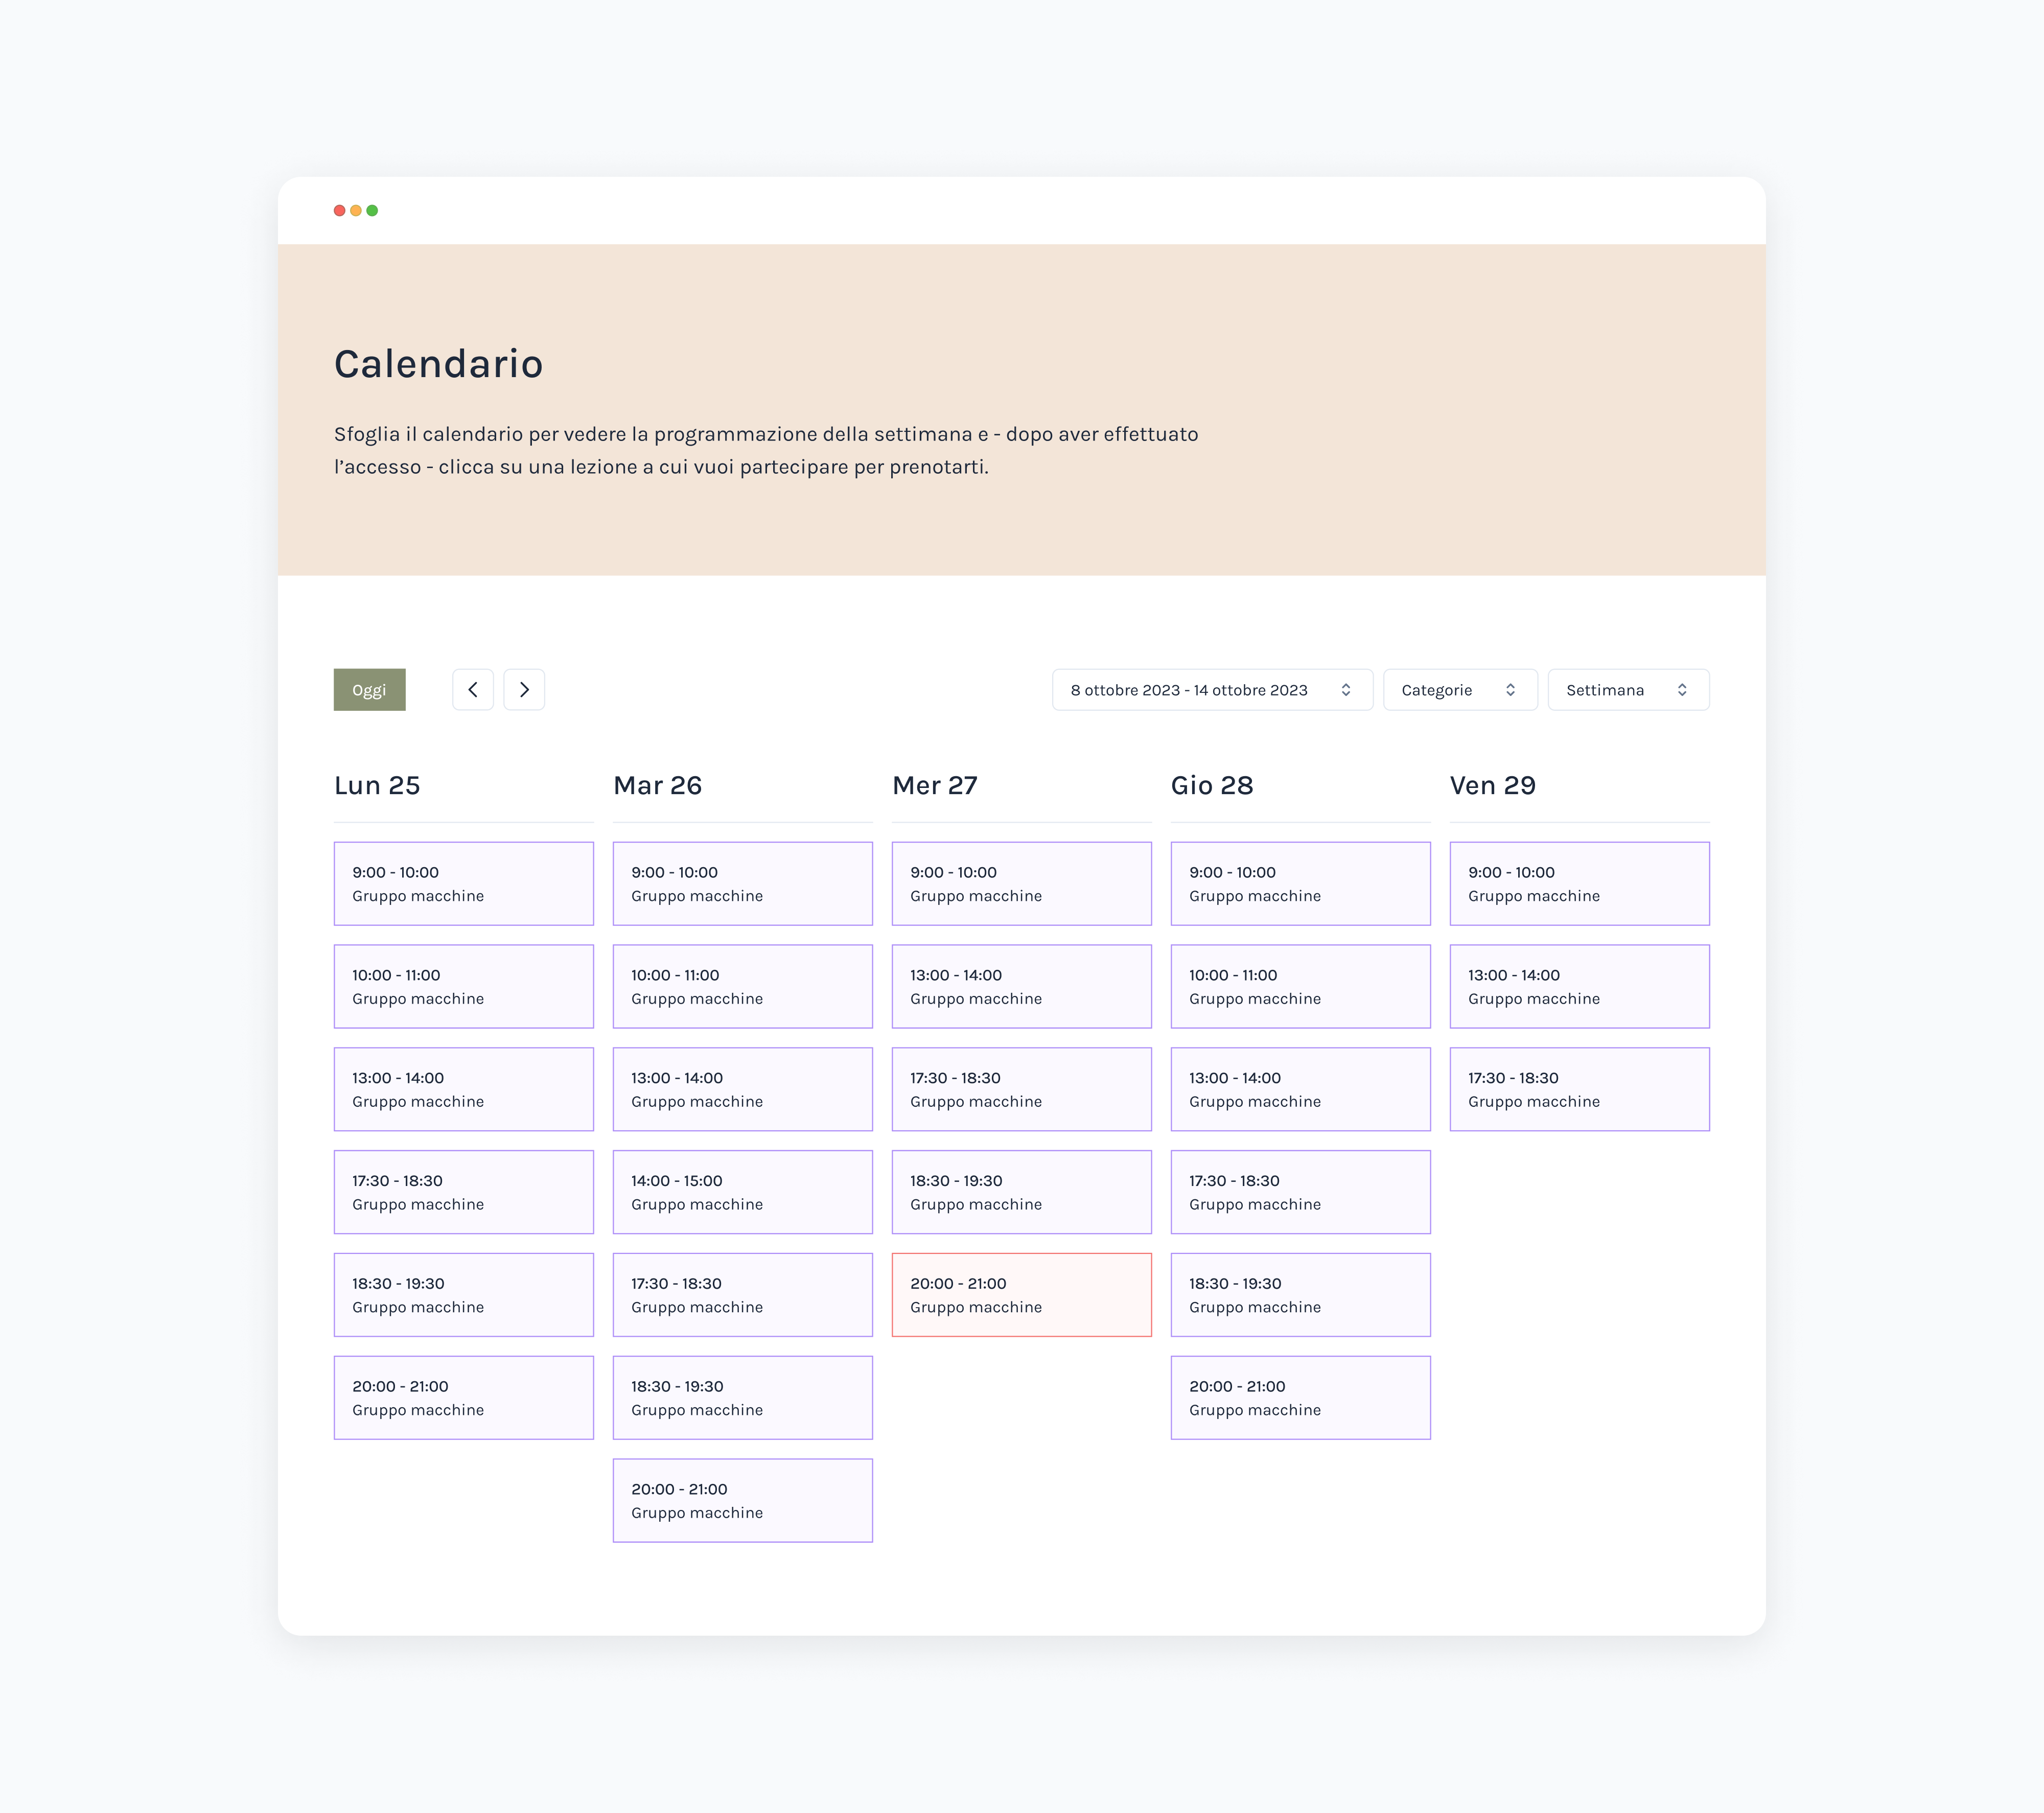 Calendario
Sfoglia il calendario per vedere la programmazione della settimana e - dopo aver effettuato
l’accesso - clicca su una lezione a cui vuoi partecipare per prenotarti.
Oggi
8 ottobre 2023 - 14 ottobre 2023
Categorie
Settimana
Lun 25
9:00 - 10:00
Gruppo macchine
10:00 - 11:00
Gruppo macchine
13:00 - 14:00
Gruppo macchine
17:30 - 18:30
Gruppo macchine
18:30 - 19:30
Gruppo macchine
20:00 - 21:00
Gruppo macchine
Mar 26
9:00 - 10:00
Gruppo macchine
10:00 - 11:00
Gruppo macchine
13:00 - 14:00
Gruppo macchine
14:00 - 15:00
Gruppo macchine
17:30 - 18:30
Gruppo macchine
18:30 - 19:30
Gruppo macchine
20:00 - 21:00
Gruppo macchine
Mer 27
9:00 - 10:00
Gruppo macchine
13:00 - 14:00
Gruppo macchine
17:30 - 18:30
Gruppo macchine
18:30 - 19:30
Gruppo macchine
20:00 - 21:00
Gruppo macchine
Gio 28
9:00 - 10:00
Gruppo macchine
10:00 - 11:00
Gruppo macchine
13:00 - 14:00
Gruppo macchine
17:30 - 18:30
Gruppo macchine
18:30 - 19:30
Gruppo macchine
20:00 - 21:00
Gruppo macchine
Ven 29
9:00 - 10:00
Gruppo macchine
13:00 - 14:00
Gruppo macchine
17:30 - 18:30
Gruppo macchine